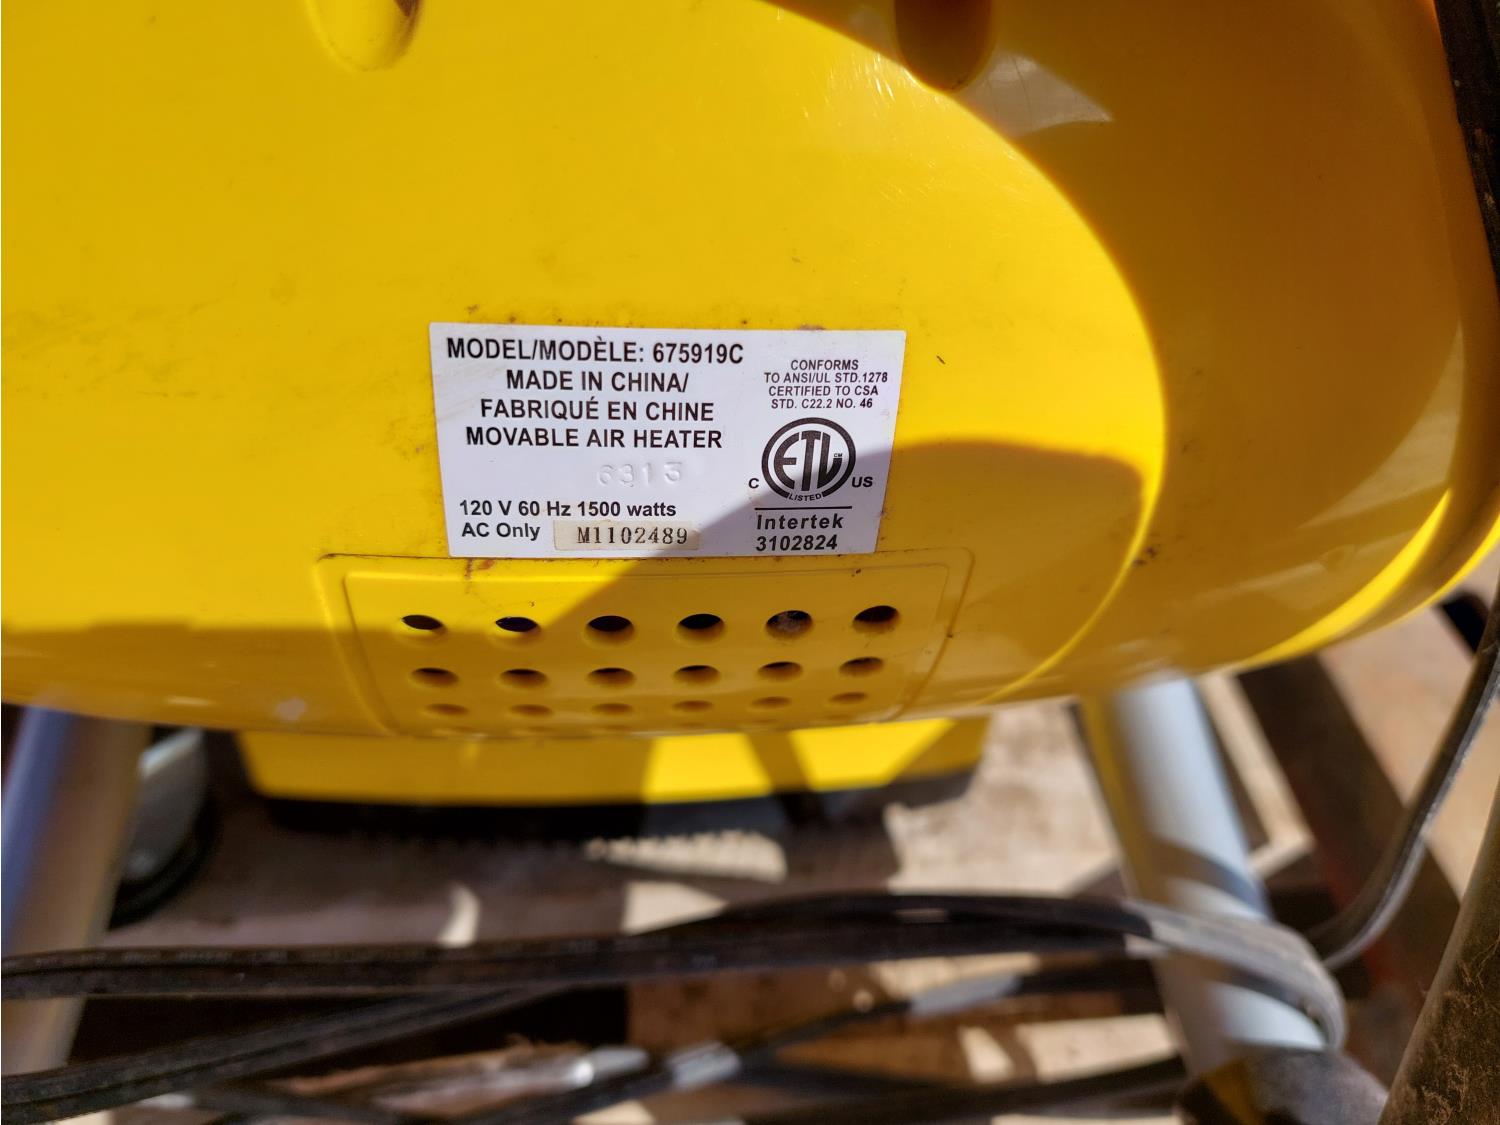 MODEL/MODÈLE: 675919C
MADE IN CHINA/
FABRIQUÉ EN CHINE
MOVABLE AIR HEATER
6313
120 V 60 Hz 1500 watts
AC Only M1102489
CONFORMS
TO ANSI/UL STD.1278
CERTIFIED TO CSA
STD. C22.2 NO. 46
ETL CM
LISTED
C US
Intertek
3102824